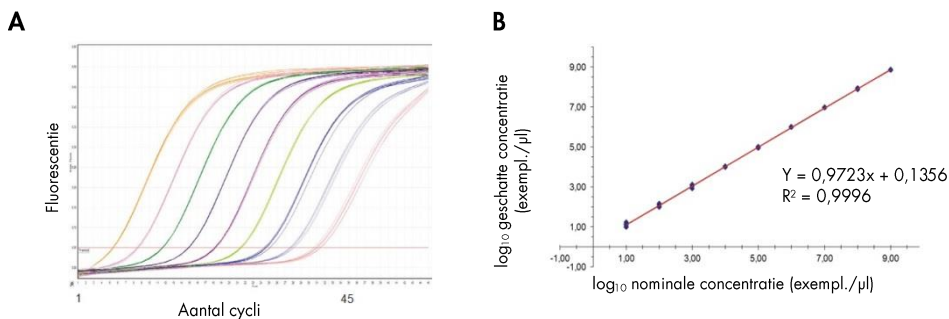 A
Fluorescentie
1
45
Aantal cycli
B
log₁₀ geschatte concentratie
(exempl./µl)
9,00
7,00
5,00
3,00
1,00
-1,00
-1,00 1,00 3,00 5,00 7,00 9,00
Y = 0,9723x + 0,1356
R² = 0,9996
log₁₀ nominale concentratie (exempl./µl)